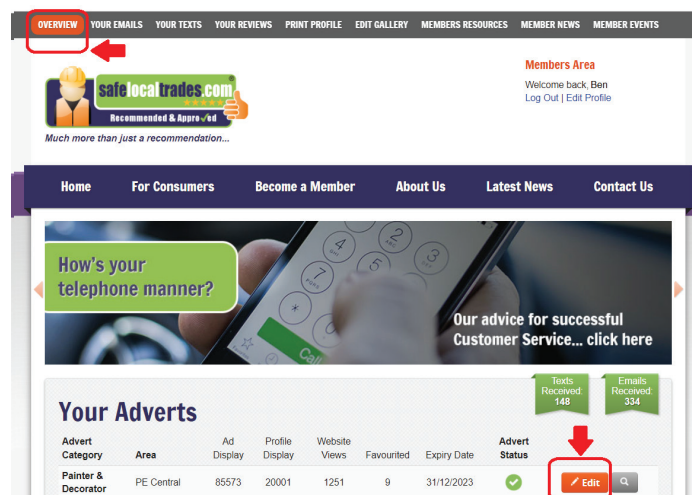 OVERVIEW YOUR EMAILS YOUR TEXTS YOUR REVIEWS PRINT PROFILE EDIT GALLERY MEMBERS RESOURCES MEMBER NEWS MEMBER EVENTS
Members Area
Welcome back, Ben
Log Out | Edit Profile
safelocaltrades.com
Recommended & Approved
Much more than just a recommendation...
Home For Consumers Become a Member About Us Latest News Contact Us
How's your
telephone manner?
Our advice for successful
Customer Service... click here
Call
Texts
Received:
148
Emails
Received:
334
Your Adverts
Advert
Category
Area
Ad
Display
Profile
Display
Website
Views
Favourited
Expiry Date
Advert
Status
Painter &
Decorator
PE Central 85573 20001 1251 9 31/12/2023 Edit